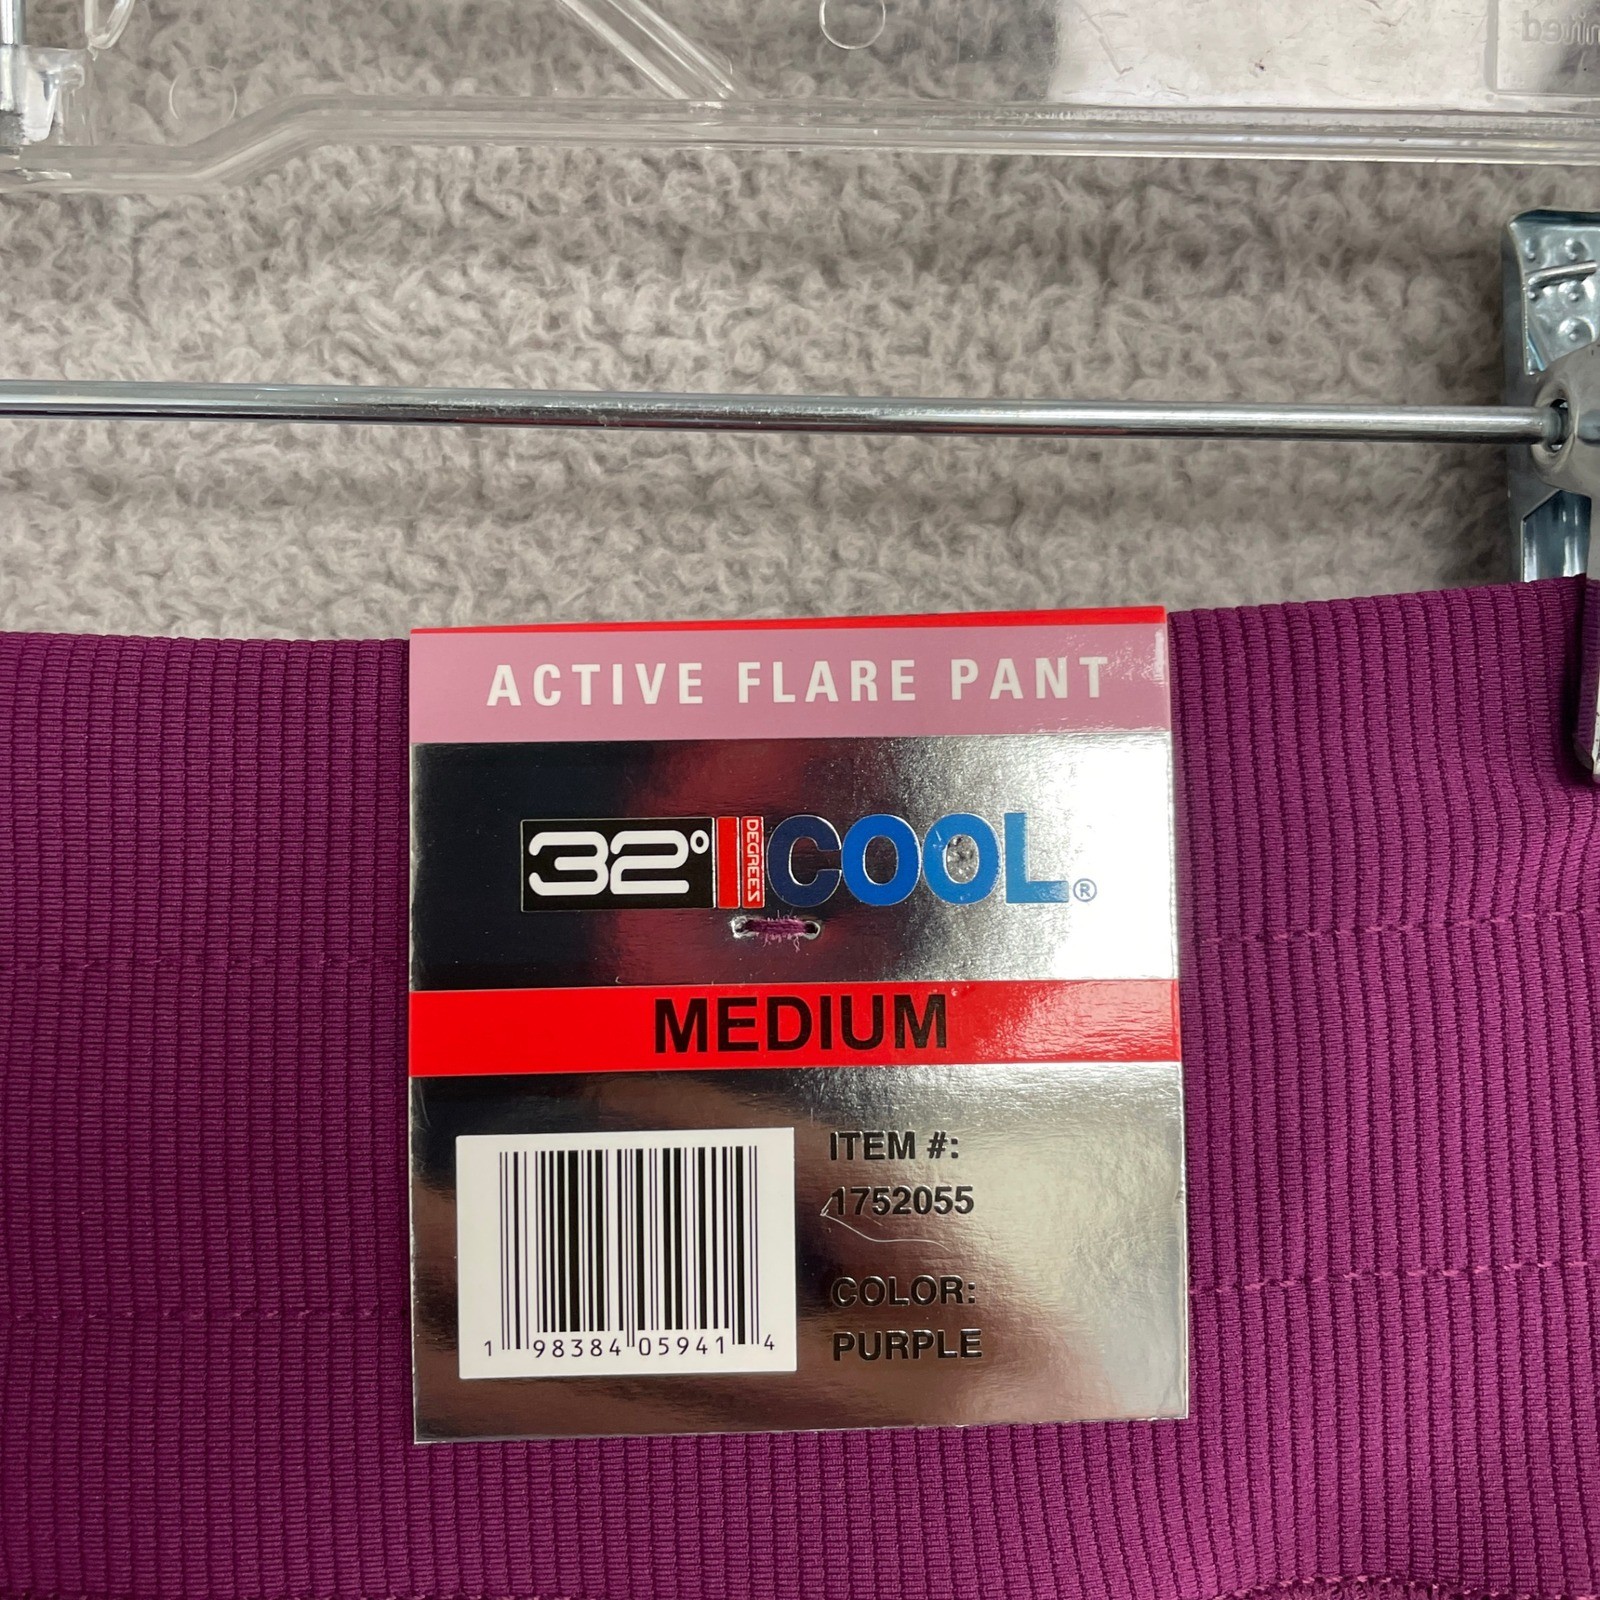 ACTIVE FLARE PANT
32° DEGREES COOL®
MEDIUM
ITEM #:
1752055
COLOR:
PURPLE
1 98384 05941 4